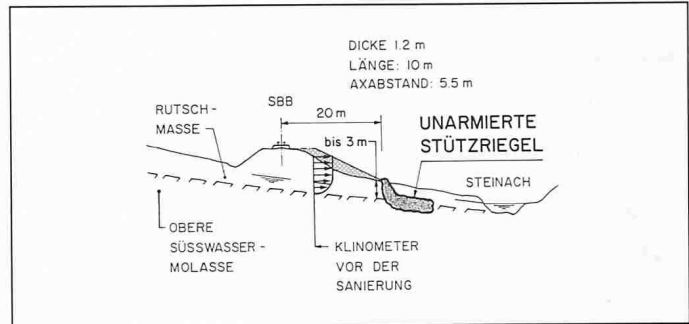 DICKE 1.2 m
LÄNGE: 10 m
AXABSTAND: 5.5 m
SBB
20 m
RUTSCH-
MASSE
bis 3 m
UNARMIERTE
STÜTZRIEGEL
STEINACH
OBERE
SÜSSWASSER-
MOLASSE
KLINOMETER
VOR DER
SANIERUNG